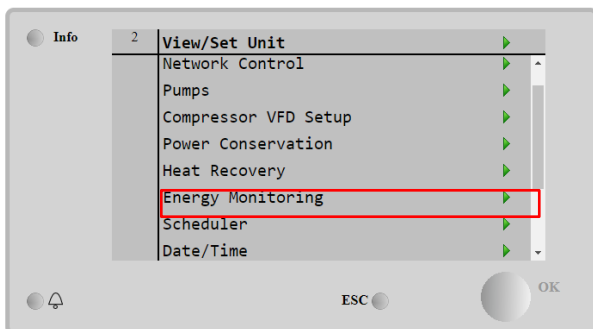 Info
2 View/Set Unit
Network Control
Pumps
Compressor VFD Setup
Power Conservation
Heat Recovery
Energy Monitoring
Scheduler
Date/Time
ESC OK